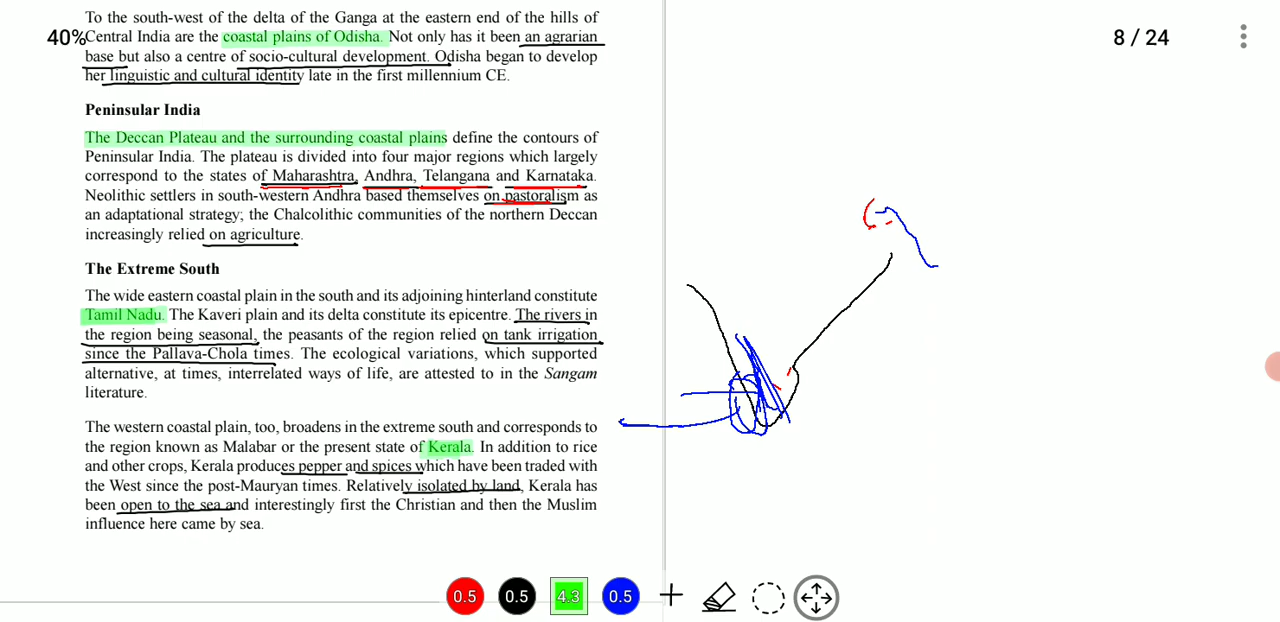 To the south-west of the delta of the Ganga at the eastern end of the hills of
40%
Central India are the coastal plains of Odisha. Not only has it been an agrarian
8 / 24
base but also a centre of socio-cultural development. Odisha began to develop
her linguistic and cultural identity late in the first millennium CE.
Peninsular India
The Deccan Plateau and the surrounding coastal plains define the contours of
Peninsular India. The plateau is divided into four major regions which largely
correspond to the states of Maharashtra, Andhra, Telangana and Karnataka.
Neolithic settlers in south-western Andhra based themselves on pastoralism as
an adaptational strategy; the Chalcolithic communities of the northern Deccan
increasingly relied on agriculture.
The Extreme South
The wide eastern coastal plain in the south and its adjoining hinterland constitute
Tamil Nadu. The Kaveri plain and its delta constitute its epicentre. The rivers in
the region being seasonal, the peasants of the region relied on tank irrigation
since the Pallava-Chola times. The ecological variations, which supported
alternative, at times, interrelated ways of life, are attested to in the Sangam
literature.
The western coastal plain, too, broadens in the extreme south and corresponds to
the region known as Malabar or the present state of Kerala. In addition to rice
and other crops, Kerala produces pepper and spices which have been traded with
the West since the post-Mauryan times. Relatively isolated by land, Kerala has
been open to the sea and interestingly first the Christian and then the Muslim
influence here came by sea.
0.5 0.5 4.3 0.5